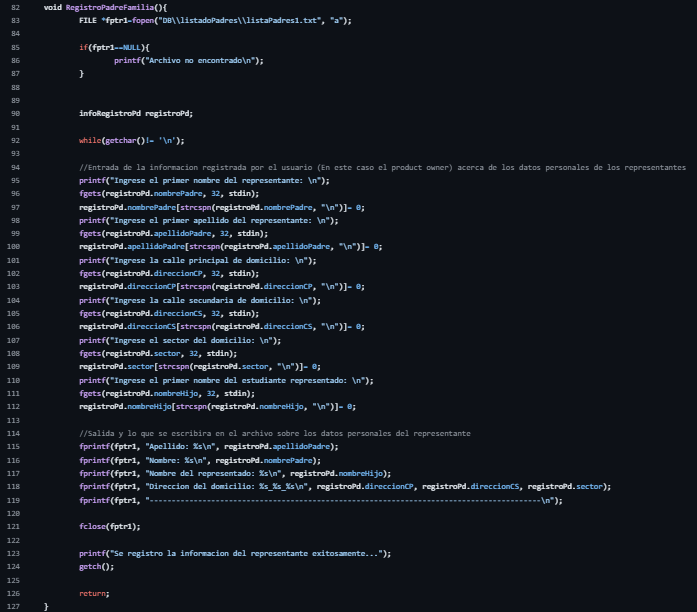 82 void RegistroPadreFamilia(){
83 FILE *fptr1=fopen("DB\\listadoPadres\\listaPadres1.txt", "a");
84
85 if(fptr1==NULL){
86 printf("Archivo no encontrado\n");
87 }
88
89
90 infoRegistroPd registroPd;
91
92 while(getchar()!= '\n');
93
94 //Entrada de la informacion registrada por el usuario (En este caso el product owner) acerca de los datos personales de los representantes
95 printf("Ingrese el primer nombre del representante: \n");
96 fgets(registroPd.nombrePadre, 32, stdin);
97 registroPd.nombrePadre[strcspn(registroPd.nombrePadre, "\n")]= 0;
98 printf("Ingrese el primer apellido del representante: \n");
99 fgets(registroPd.apellidoPadre, 32, stdin);
100 registroPd.apellidoPadre[strcspn(registroPd.apellidoPadre, "\n")]= 0;
101 printf("Ingrese la calle principal de domicilio: \n");
102 fgets(registroPd.direccionCP, 32, stdin);
103 registroPd.direccionCP[strcspn(registroPd.direccionCP, "\n")]= 0;
104 printf("Ingrese la calle secundaria de domicilio: \n");
105 fgets(registroPd.direccionCS, 32, stdin);
106 registroPd.direccionCS[strcspn(registroPd.direccionCS, "\n")]= 0;
107 printf("Ingrese el sector del domicilio: \n");
108 fgets(registroPd.sector, 32, stdin);
109 registroPd.sector[strcspn(registroPd.sector, "\n")]= 0;
110 printf("Ingrese el primer nombre del estudiante representado: \n");
111 fgets(registroPd.nombreHijo, 32, stdin);
112 registroPd.nombreHijo[strcspn(registroPd.nombreHijo, "\n")]= 0;
113
114 //Salida y lo que se escribira en el archivo sobre los datos personales del representante
115 fprintf(fptr1, "Apellido: %s\n", registroPd.apellidoPadre);
116 fprintf(fptr1, "Nombre: %s\n", registroPd.nombrePadre);
117 fprintf(fptr1, "Nombre del representado: %s\n", registroPd.nombreHijo);
118 fprintf(fptr1, "Direccion del domicilio: %s_%s_%s\n", registroPd.direccionCP, registroPd.direccionCS, registroPd.sector);
119 fprintf(fptr1, "-----------------------------------------------------------------------------------------\n");
120
121 fclose(fptr1);
122
123 printf("Se registro la informacion del representante exitosamente...");
124 getch();
125
126 return;
127 }